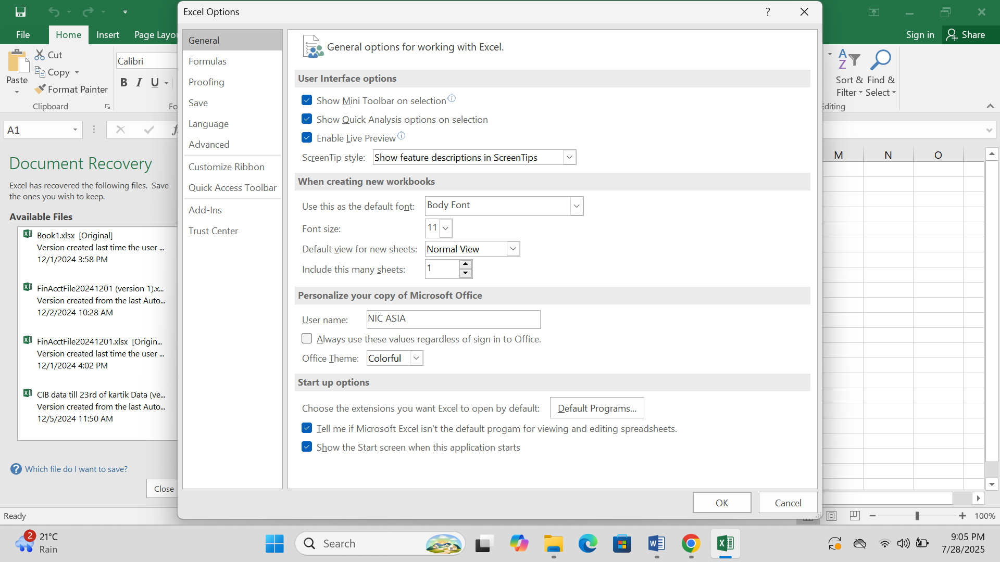 Excel Options
?
File
Home
Insert
Page Layou
Sign in
Share
Cut
Copy
Paste
Format Painter
Clipboard
Calibri
B I U
Fo
Sort & Filter
Find & Select
Editing
A1
Document Recovery
Excel has recovered the following files. Save
the ones you wish to keep.
Available Files
Book1.xlsx [Original]
Version created last time the user ...
12/1/2024 3:58 PM
FinAcctFile20241201 (version 1).x...
Version created from the last Auto...
12/2/2024 10:28 AM
FinAcctFile20241201.xlsx [Origin...
Version created last time the user ...
12/1/2024 4:02 PM
CIB data till 23rd of kartik Data (ve...
Version created from the last Auto...
12/5/2024 11:50 AM
Which file do I want to save?
Close
General
Formulas
Proofing
Save
Language
Advanced
Customize Ribbon
Quick Access Toolbar
Add-Ins
Trust Center
General options for working with Excel.
User Interface options
Show Mini Toolbar on selection
Show Quick Analysis options on selection
Enable Live Preview
ScreenTip style: Show feature descriptions in ScreenTips
When creating new workbooks
Use this as the default font: Body Font
Font size: 11
Default view for new sheets: Normal View
Include this many sheets: 1
Personalize your copy of Microsoft Office
User name: NIC ASIA
Always use these values regardless of sign in to Office.
Office Theme: Colorful
Start up options
Choose the extensions you want Excel to open by default: Default Programs...
Tell me if Microsoft Excel isn't the default progam for viewing and editing spreadsheets.
Show the Start screen when this application starts
OK
Cancel
M N O
Ready
100%
2
21°C
Rain
Search
9:05 PM
7/28/2025